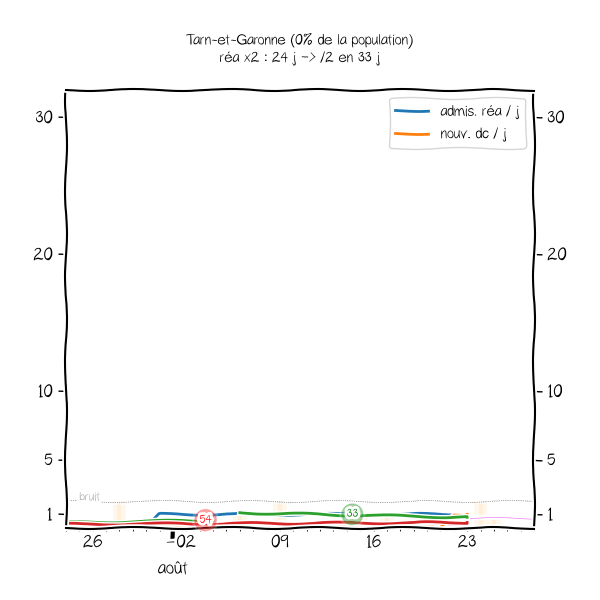 Tarn-et-Garonne (0% de la population)
réa x2 : 24 j -> /2 en 33 j
admis. réa / j
nouv. dc / j
30 30
20 20
10 10
5 5
... bruit
1 1
54 33
26 02 09 16 23
août